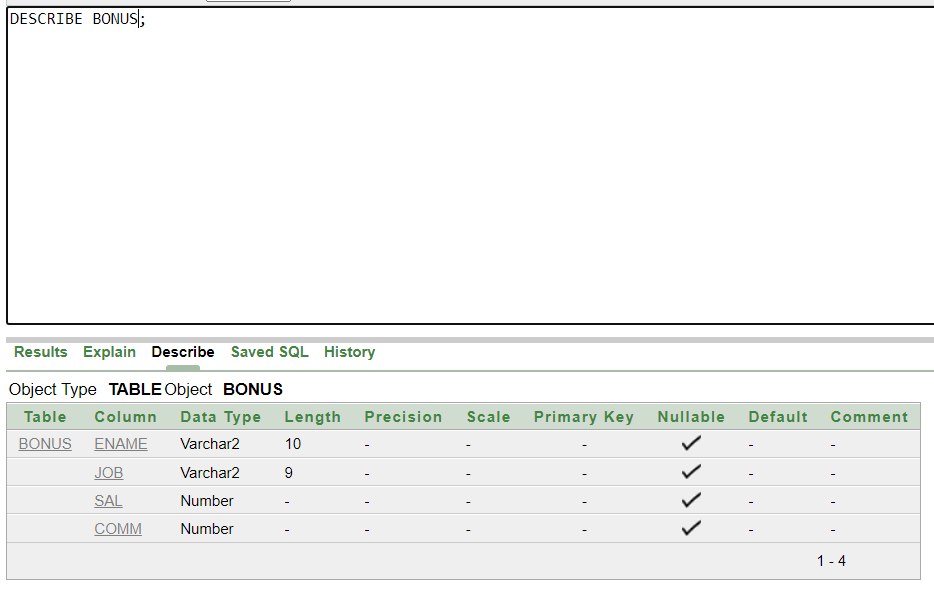 DESCRIBE BONUS;
Results Explain Describe Saved SQL History
Object Type TABLE Object BONUS
Table Column Data Type Length Precision Scale Primary Key Nullable Default Comment
BONUS ENAME Varchar2 10 - - - ✓ - -
JOB Varchar2 9 - - - ✓ - -
SAL Number - - - - ✓ - -
COMM Number - - - - ✓ - -
1 - 4